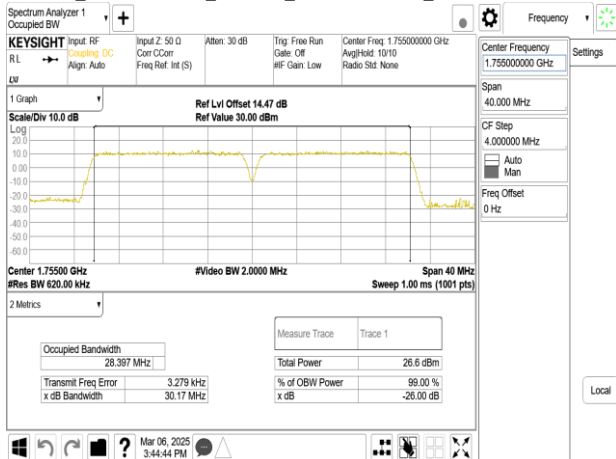 Spectrum Analyzer 1
Occupied BW
+
Frequency
KEYSIGHT
RL
LXI
Input: RF
Coupling: DC
Align: Auto
Input Z: 50 Ω
Corr CCorr
Freq Ref: Int (S)
Atten: 30 dB
Trig: Free Run
Gate: Off
#IF Gain: Low
Center Freq: 1.755000000 GHz
Avg|Hold: 10/10
Radio Std: None
Center Frequency
1.755000000 GHz
Settings
Span
40.000 MHz
CF Step
4.000000 MHz
Auto
Man
Freq Offset
0 Hz
Local
1 Graph
Scale/Div 10.0 dB
Ref Lvl Offset 14.47 dB
Ref Value 30.00 dBm
Log
20.0
10.0
0.00
-10.0
-20.0
-30.0
-40.0
-50.0
-60.0
Center 1.75500 GHz
#Video BW 2.0000 MHz
Span 40 MHz
#Res BW 620.00 kHz
Sweep 1.00 ms (1001 pts)
2 Metrics
Measure Trace
Trace 1
Occupied Bandwidth
28.397 MHz
Total Power
26.6 dBm
Transmit Freq Error
3.279 kHz
% of OBW Power
99.00 %
x dB Bandwidth
30.17 MHz
x dB
-26.00 dB
?
Mar 06, 2025
3:44:44 PM